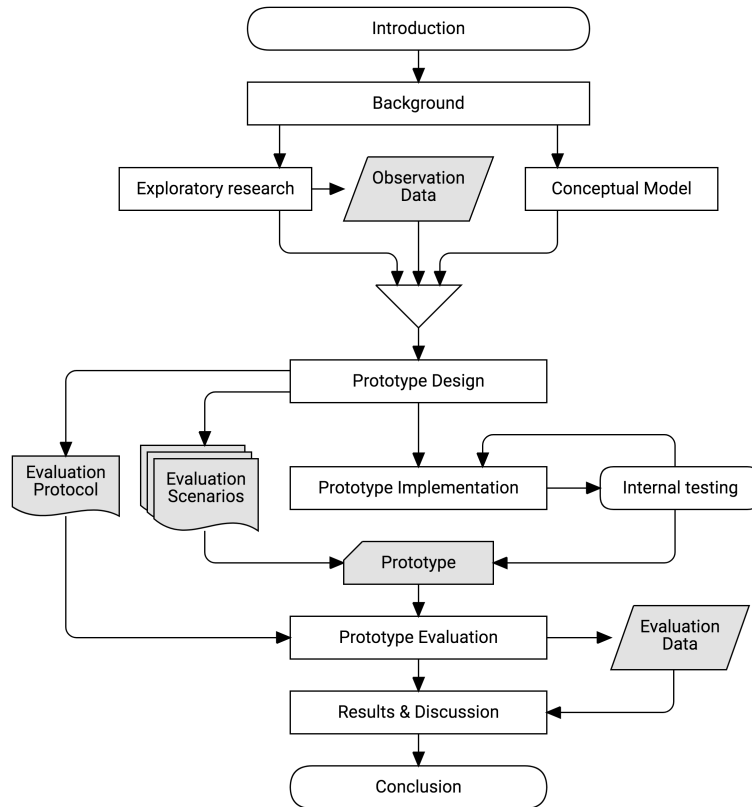 Introduction
Background
Exploratory research
Observation
Data
Conceptual Model
Prototype Design
Evaluation
Protocol
Evaluation
Scenarios
Prototype Implementation
Internal testing
Prototype
Prototype Evaluation
Evaluation
Data
Results & Discussion
Conclusion